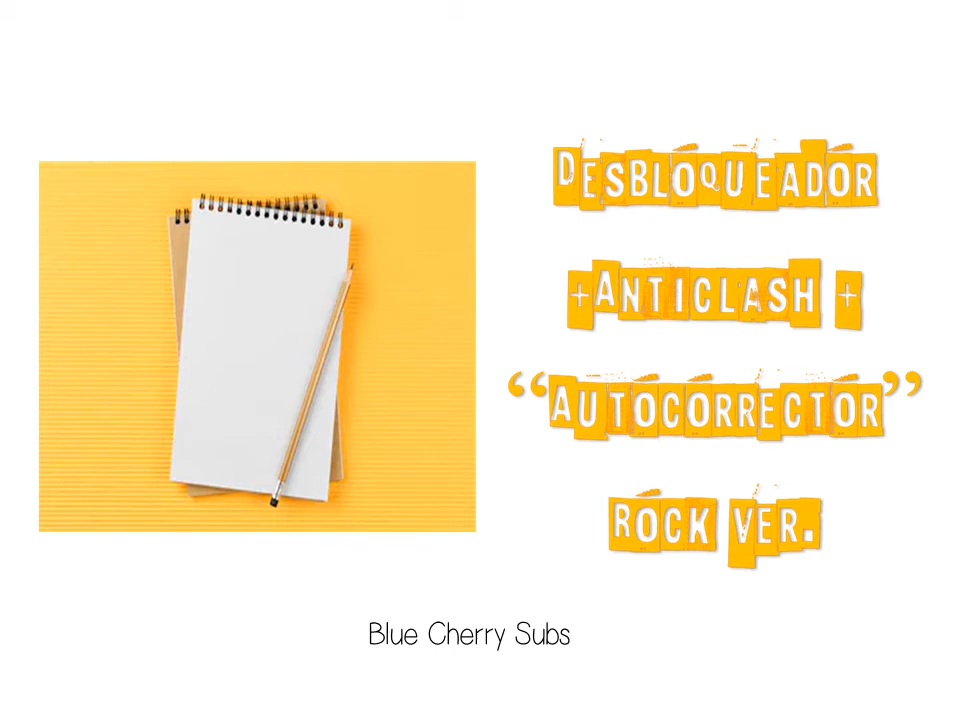 DESBLOQUEADOR
+ANTICLASH +
“AUTOCORRECTOR”
ROCK VER.
Blue Cherry Subs